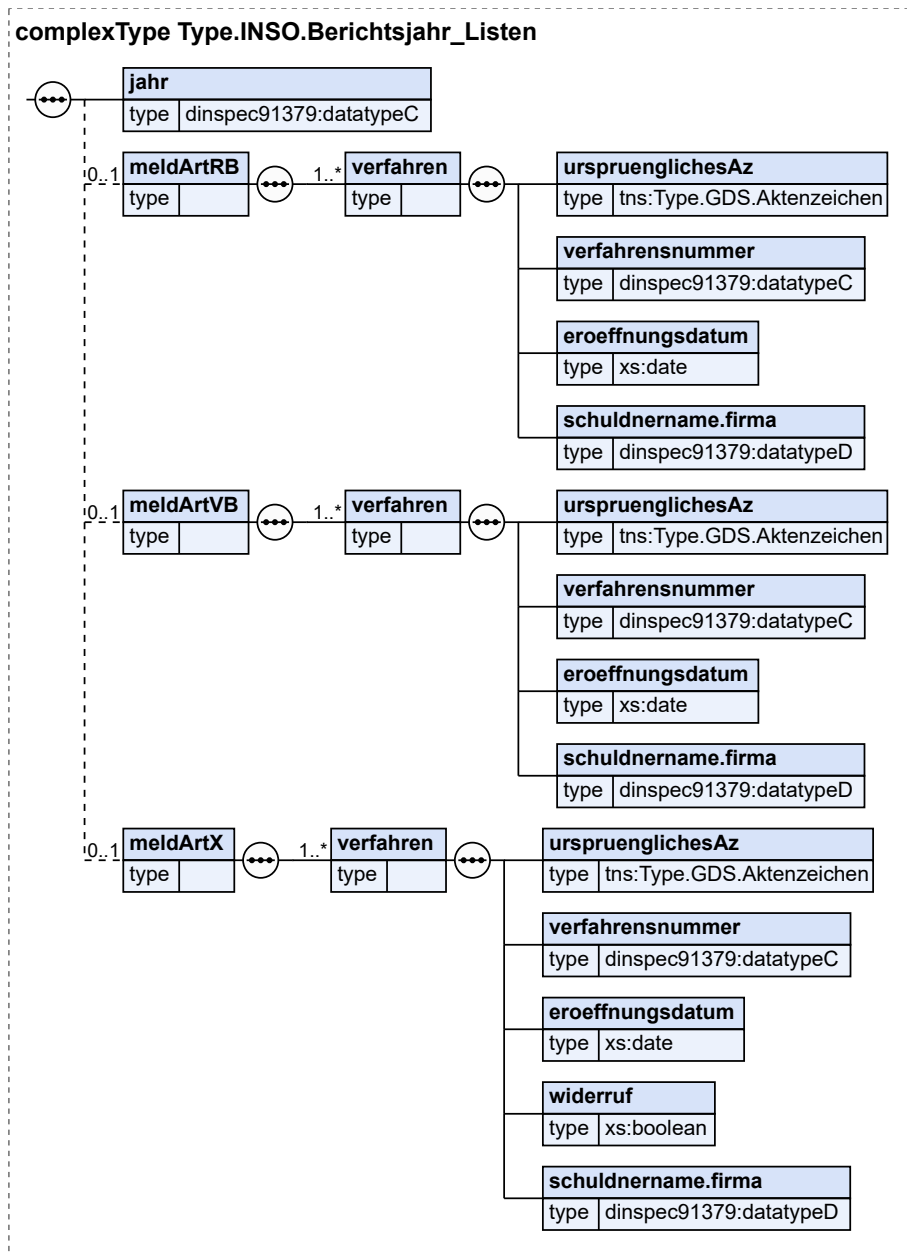 complexType Type.INSO.Berichtsjahr_Listen
jahr
type dinspec91379:datatypeC
0..1 meldArtRB 1..* verfahren urspruenglichesAz
type type type tns:Type.GDS.Aktenzeichen
verfahrensnummer
type dinspec91379:datatypeC
eroeffnungsdatum
type xs:date
schuldnername.firma
type dinspec91379:datatypeD
0..1 meldArtVB 1..* verfahren urspruenglichesAz
type type type tns:Type.GDS.Aktenzeichen
verfahrensnummer
type dinspec91379:datatypeC
eroeffnungsdatum
type xs:date
schuldnername.firma
type dinspec91379:datatypeD
0..1 meldArtX 1..* verfahren urspruenglichesAz
type type type tns:Type.GDS.Aktenzeichen
verfahrensnummer
type dinspec91379:datatypeC
eroeffnungsdatum
type xs:date
widerruf
type xs:boolean
schuldnername.firma
type dinspec91379:datatypeD